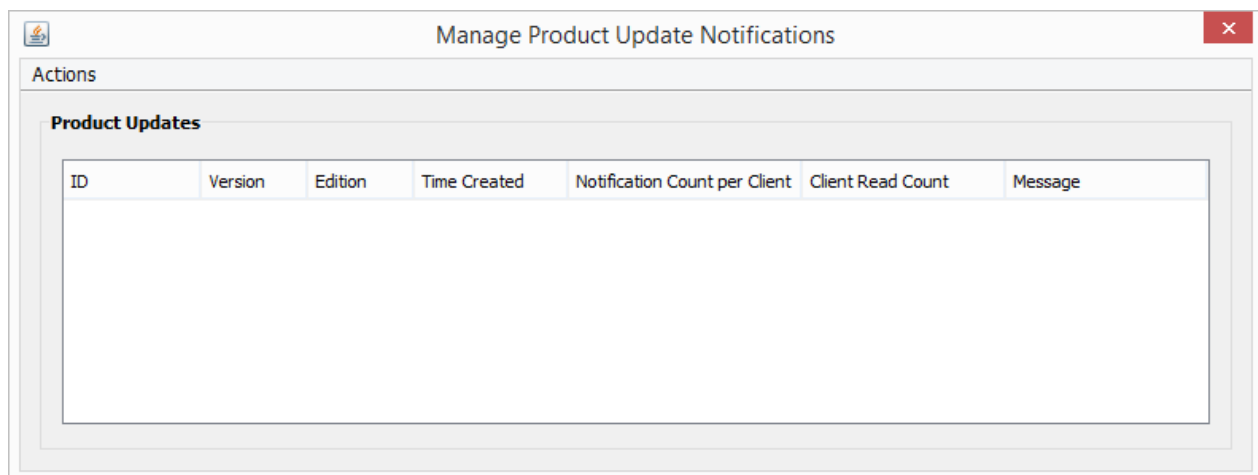 Manage Product Update Notifications
Actions
Product Updates
ID Version Edition Time Created Notification Count per Client Client Read Count Message